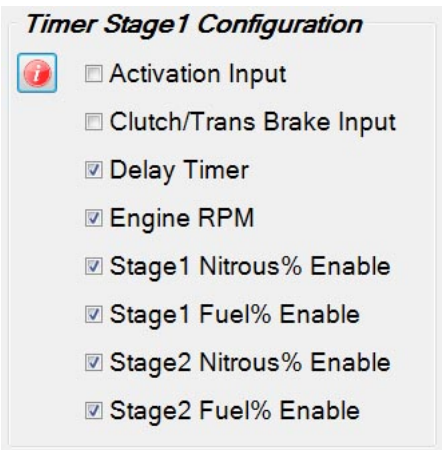 Timer Stage1 Configuration
Activation Input
Clutch/Trans Brake Input
Delay Timer
Engine RPM
Stage1 Nitrous% Enable
Stage1 Fuel% Enable
Stage2 Nitrous% Enable
Stage2 Fuel% Enable